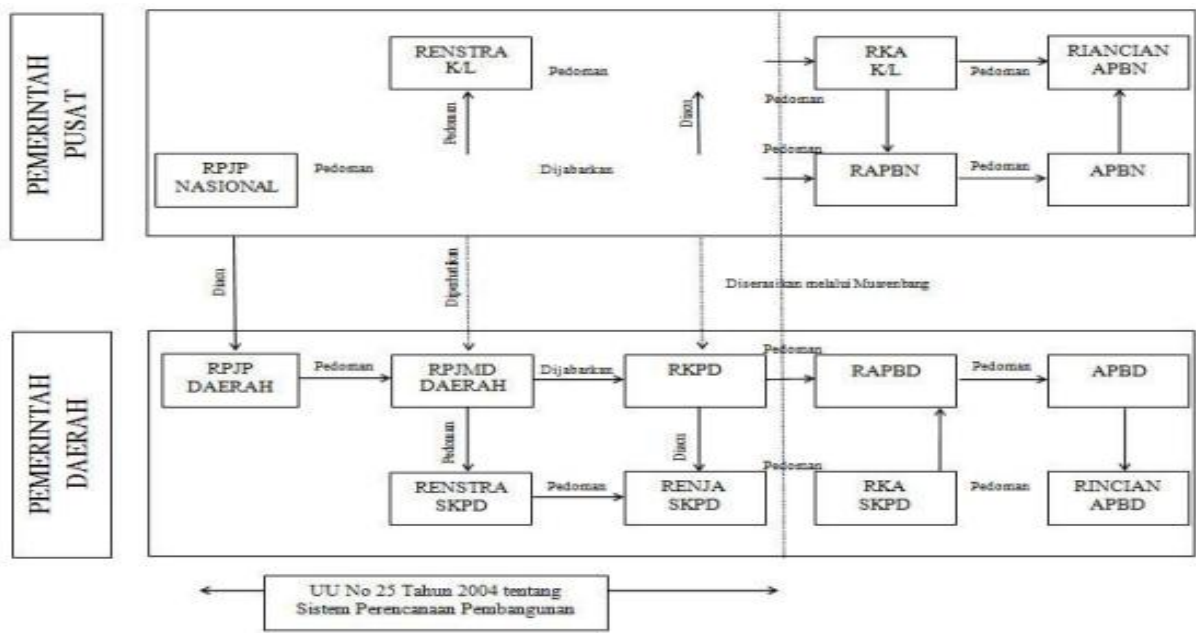 PEMERINTAH
PUSAT
RENSTRA
K/L
Pedoman
RKA
K/L
Pedoman
RIANCIAN
APBN
Pedoman
Diacu
Pedoman
RPJP
NASIONAL
Pedoman
Dijabarkan
Pedoman
RAPBN
Pedoman
APBN
Diacu
Diperhatikan
Diserasikan melalui Musrenbang
PEMERINTAH
DAERAH
RPJP
DAERAH
Pedoman
RPJMD
DAERAH
Dijabarkan
RKPD
Pedoman
RAPBD
Pedoman
APBD
Pedoman
Diacu
RENSTRA
SKPD
Pedoman
RENJA
SKPD
Pedoman
RKA
SKPD
Pedoman
RINCIAN
APBD
UU No 25 Tahun 2004 tentang
Sistem Perencanaan Pembangunan